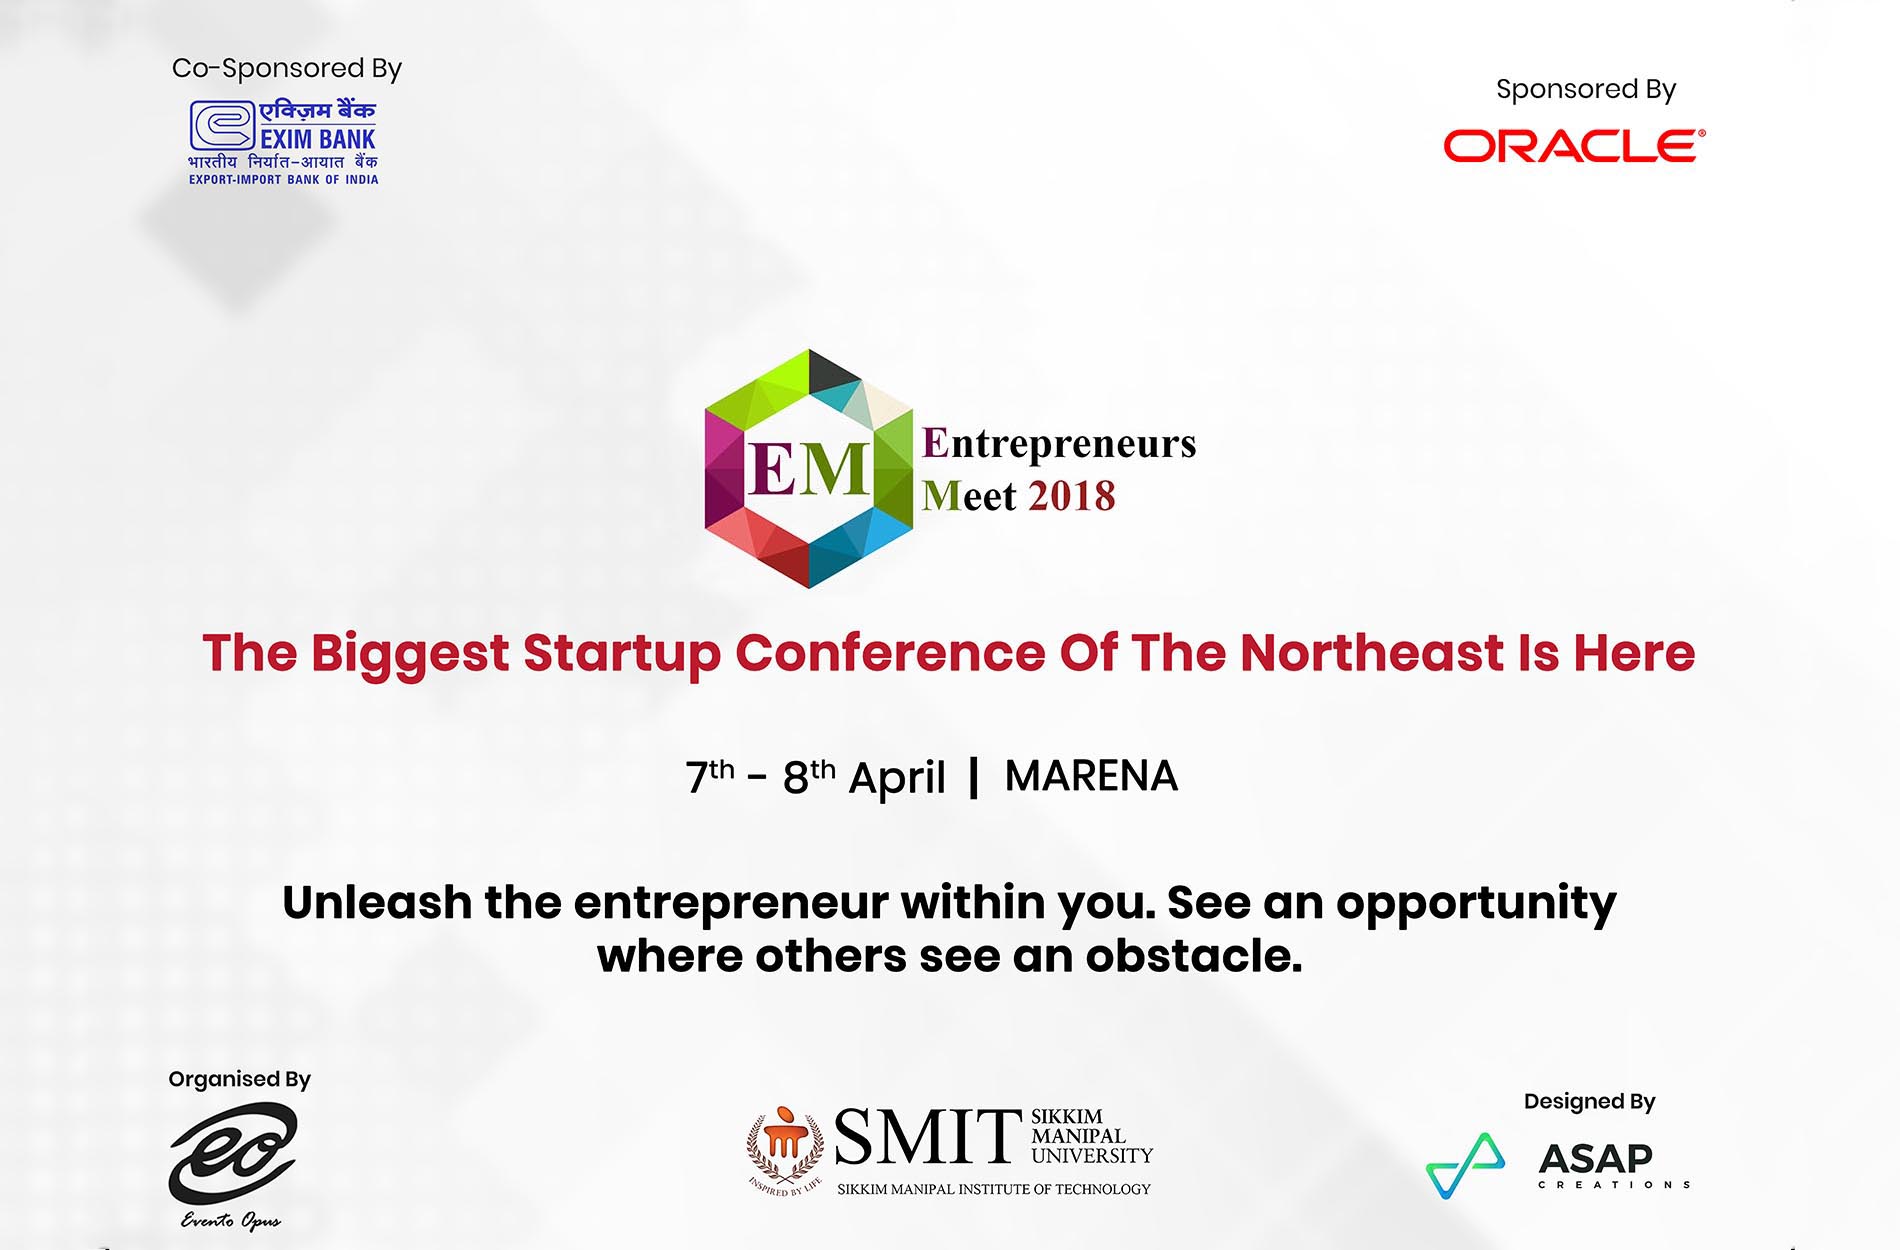 Co-Sponsored By
एक्ज़िम बैंक
EXIM BANK
भारतीय निर्यात-आयात बैंक
EXPORT-IMPORT BANK OF INDIA
Sponsored By
ORACLE®
EM
Entrepreneurs
Meet 2018
The Biggest Startup Conference Of The Northeast Is Here
7th - 8th April | MARENA
Unleash the entrepreneur within you. See an opportunity
where others see an obstacle.
Organised By
eo
Evento Opus
INSPIRED BY LIFE
SMIT
SIKKIM
MANIPAL
UNIVERSITY
SIKKIM MANIPAL INSTITUTE OF TECHNOLOGY
Designed By
ASAP
CREATIONS